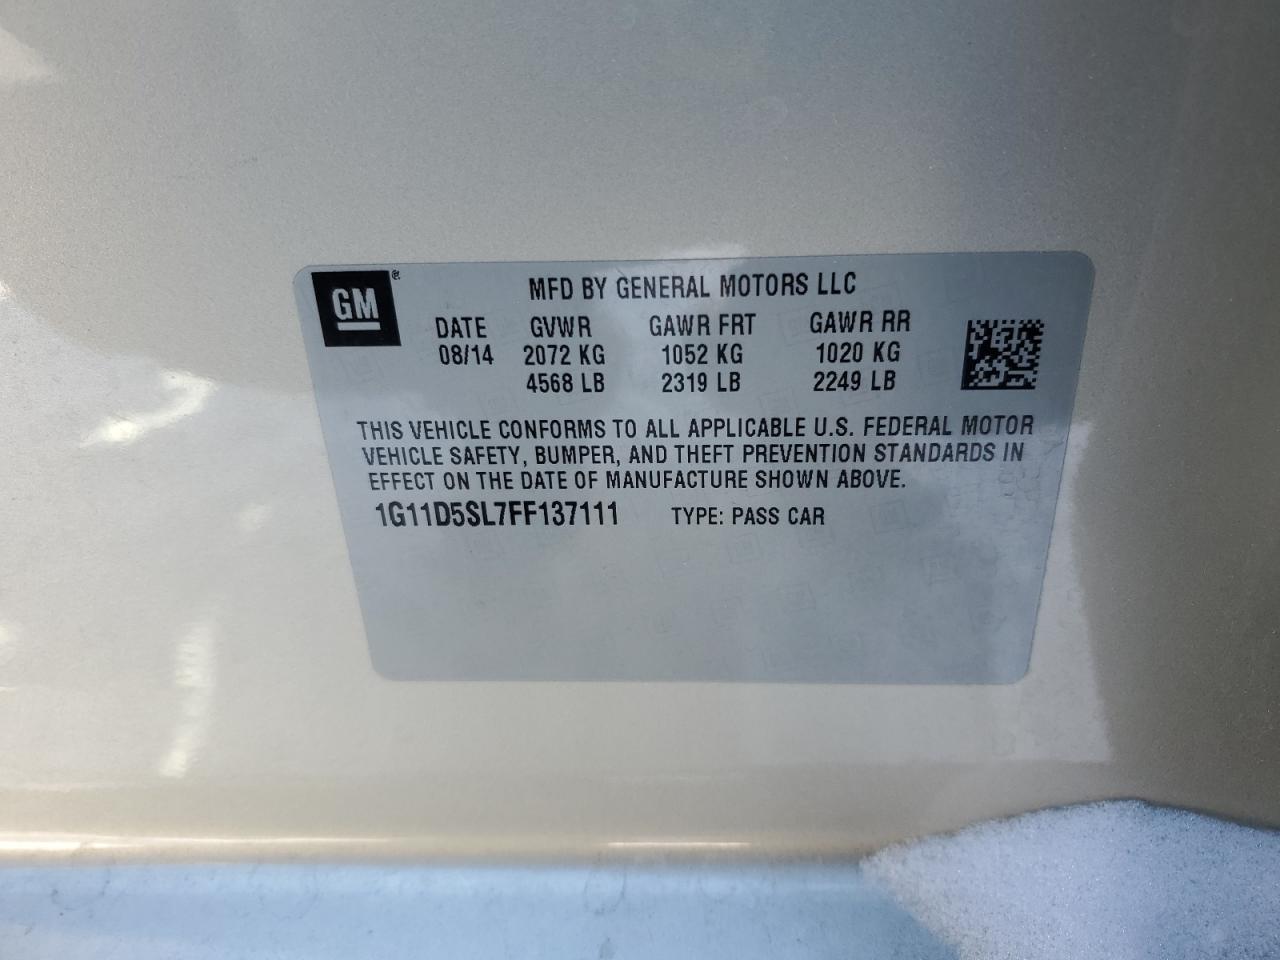 GM®
MFD BY GENERAL MOTORS LLC
DATE GVWR GAWR FRT GAWR RR
08/14 2072 KG 1052 KG 1020 KG
4568 LB 2319 LB 2249 LB
THIS VEHICLE CONFORMS TO ALL APPLICABLE U.S. FEDERAL MOTOR
VEHICLE SAFETY, BUMPER, AND THEFT PREVENTION STANDARDS IN
EFFECT ON THE DATE OF MANUFACTURE SHOWN ABOVE.
1G11D5SL7FF137111 TYPE: PASS CAR